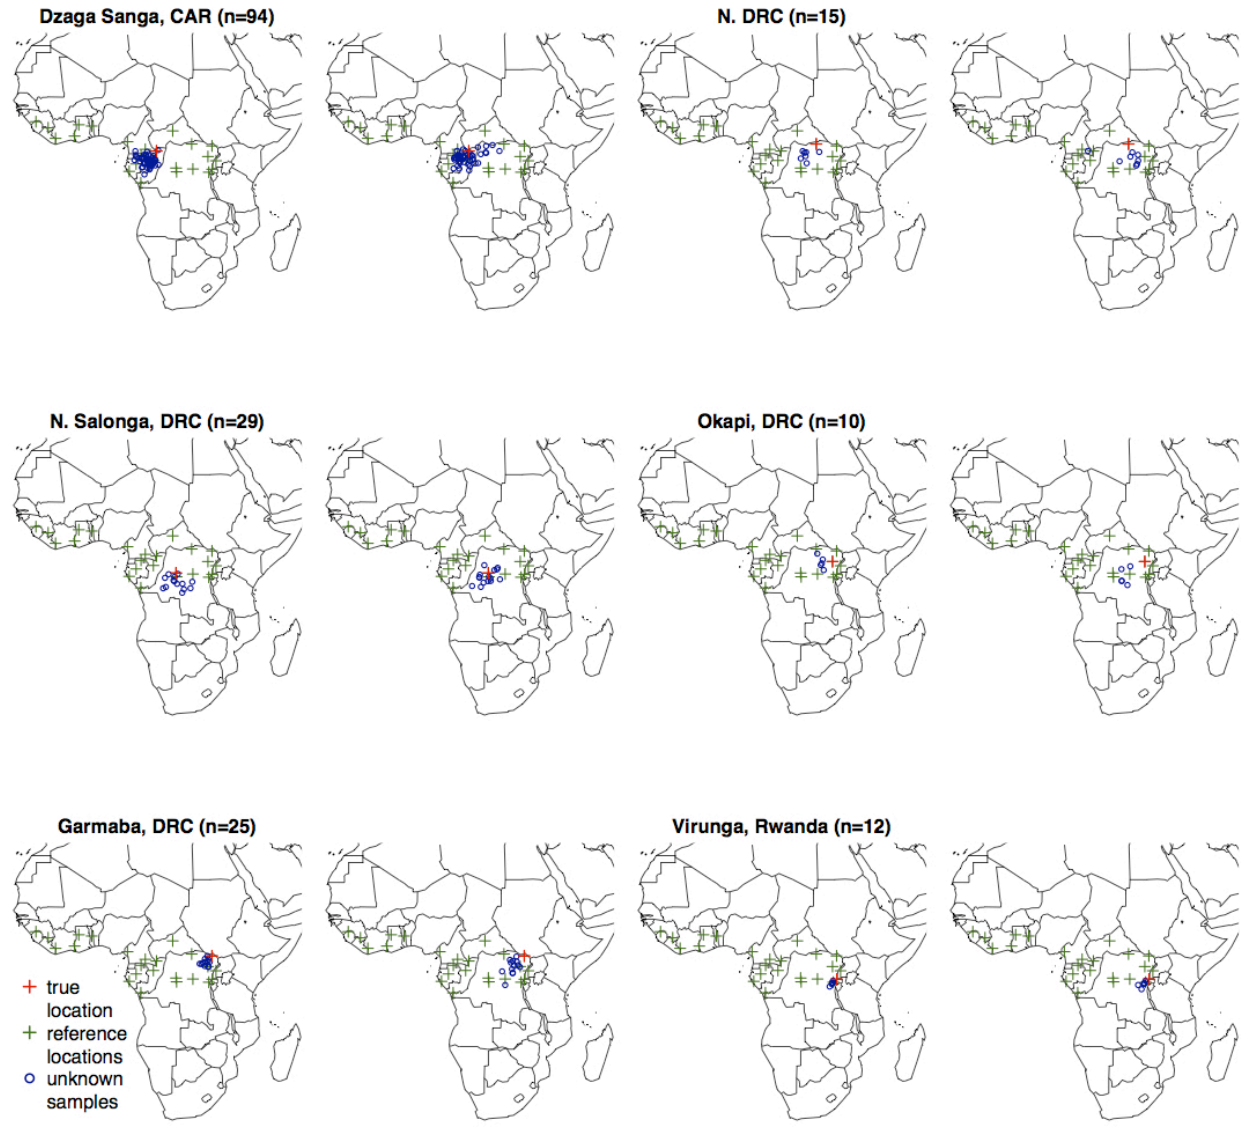 Dzaga Sanga, CAR (n=94)
N. DRC (n=15)
N. Salonga, DRC (n=29)
Okapi, DRC (n=10)
Garmaba, DRC (n=25)
Virunga, Rwanda (n=12)
true
location
reference
locations
unknown
samples